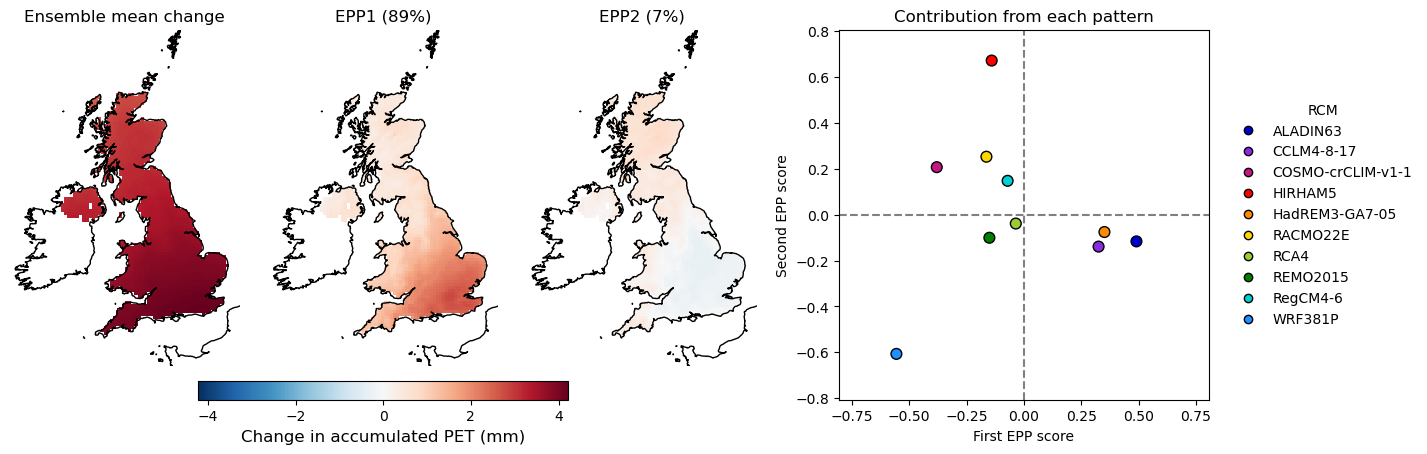 Ensemble mean change
EPP1 (89%)
EPP2 (7%)
Contribution from each pattern
0.8
0.6
0.4
0.2
0.0
−0.2
−0.4
−0.6
−0.8
Second EPP score
−0.75
−0.50
−0.25
0.00
0.25
0.50
0.75
First EPP score
RCM
ALADIN63
CCLM4-8-17
COSMO-crCLIM-v1-1
HIRHAM5
HadREM3-GA7-05
RACMO22E
RCA4
REMO2015
RegCM4-6
WRF381P
−4
−2
0
2
4
Change in accumulated PET (mm)